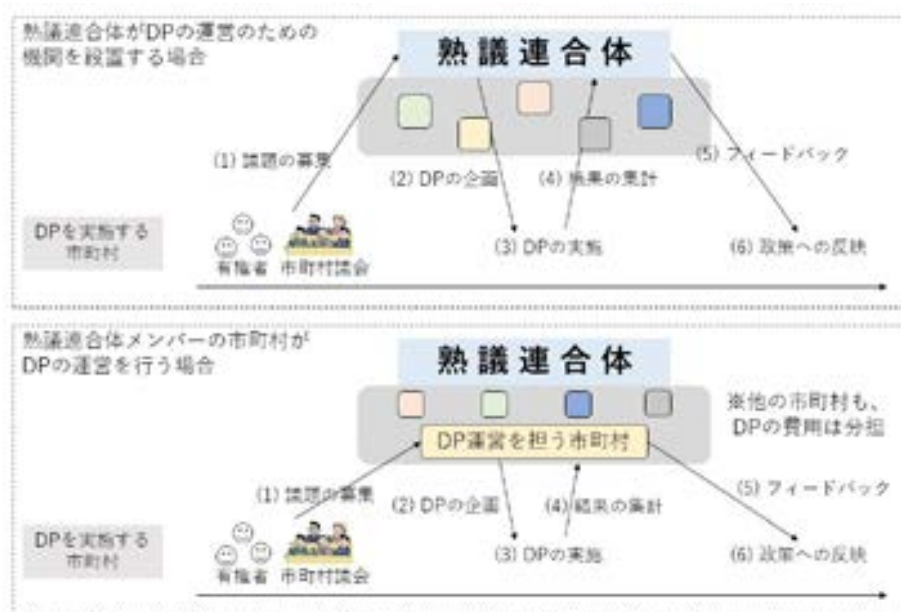 熟議連合体がDPの運営のための
機関を設置する場合
熟議連合体
(1) 議題の募集
(2) DPの企画
(4) 結果の集計
(5) フィードバック
DPを実施する
市町村
有権者 市町村議会
(3) DPの実施
(6) 政策への反映
熟議連合体メンバーの市町村が
DPの運営を行う場合
熟議連合体
※他の市町村も、
DPの費用は分担
DP運営を担う市町村
(1) 議題の募集
(2) DPの企画
(4) 結果の集計
(5) フィードバック
DPを実施する
市町村
有権者 市町村議会
(3) DPの実施
(6) 政策への反映